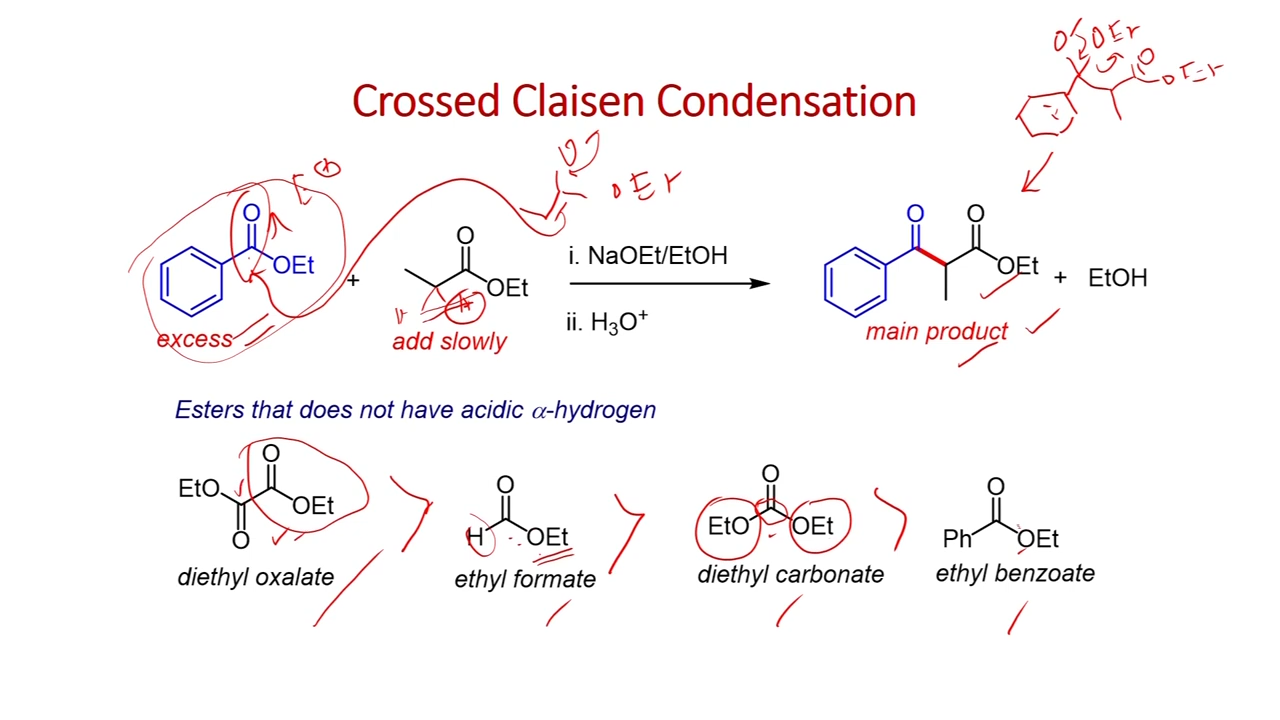 Crossed Claisen Condensation
O OEt
O
OEt
O
OEt
O
OEt
+
O
OEt
i. NaOEt/EtOH
ii. H₃O⁺
O O
OEt
+ EtOH
excess
add slowly
main product
Esters that does not have acidic α-hydrogen
O
EtO
OEt
O
O
H
OEt
O
EtO OEt
O
Ph
OEt
diethyl oxalate
ethyl formate
diethyl carbonate
ethyl benzoate